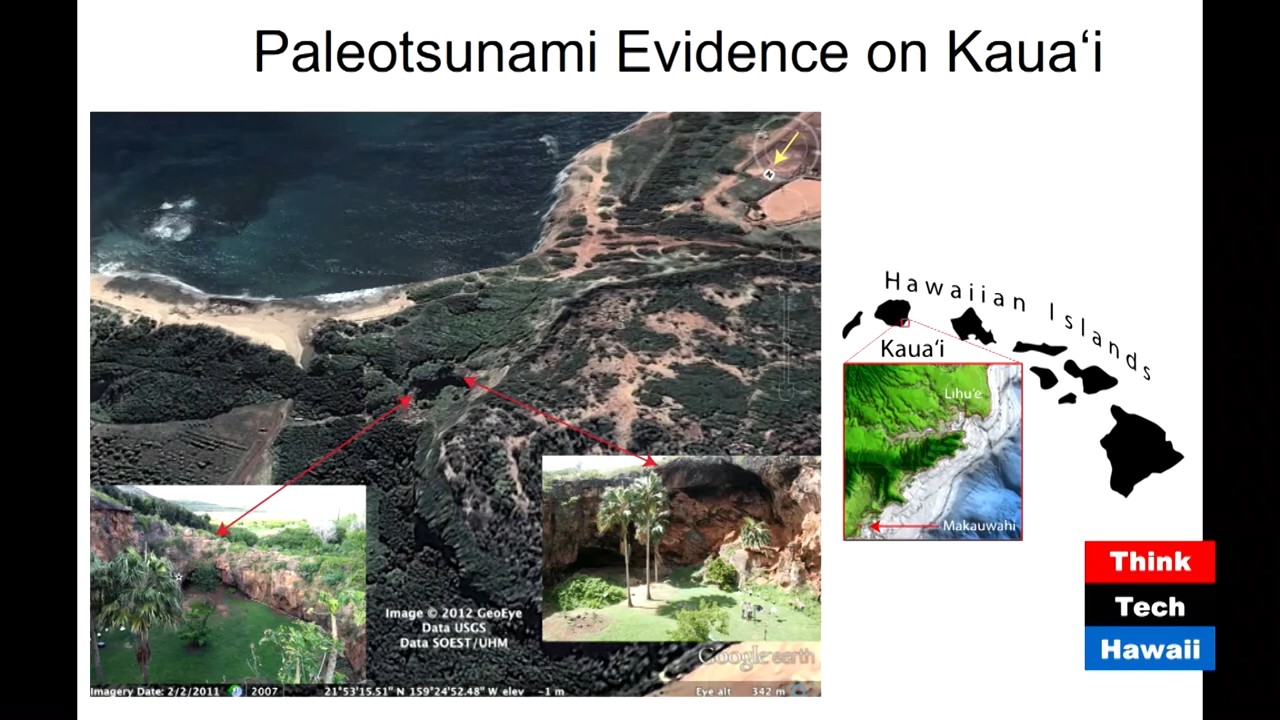 Paleotsunami Evidence on Kauaʻi
N
Hawaiian Islands
Kauaʻi
Lihu'e
Makauwahi
Image © 2012 GeoEye
Data USGS
Data SOEST/UHM
Google earth
Imagery Date: 2/2/2011 2007 21°53'15.51" N 159°24'52.48" W elev -1 m Eye alt 342 m
Think
Tech
Hawaii